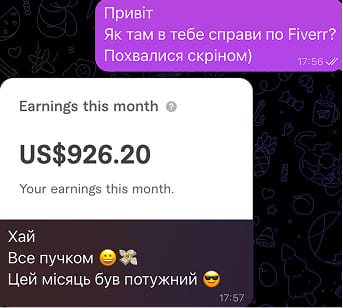 Привіт
Як там в тебе справи по Fiverr?
Похвалися скріном)
17:56
Earnings this month ?
US$926.20
Your earnings this month.
Хай
Все пучком 😀💸
Цей місяць був потужний 😎
17:57